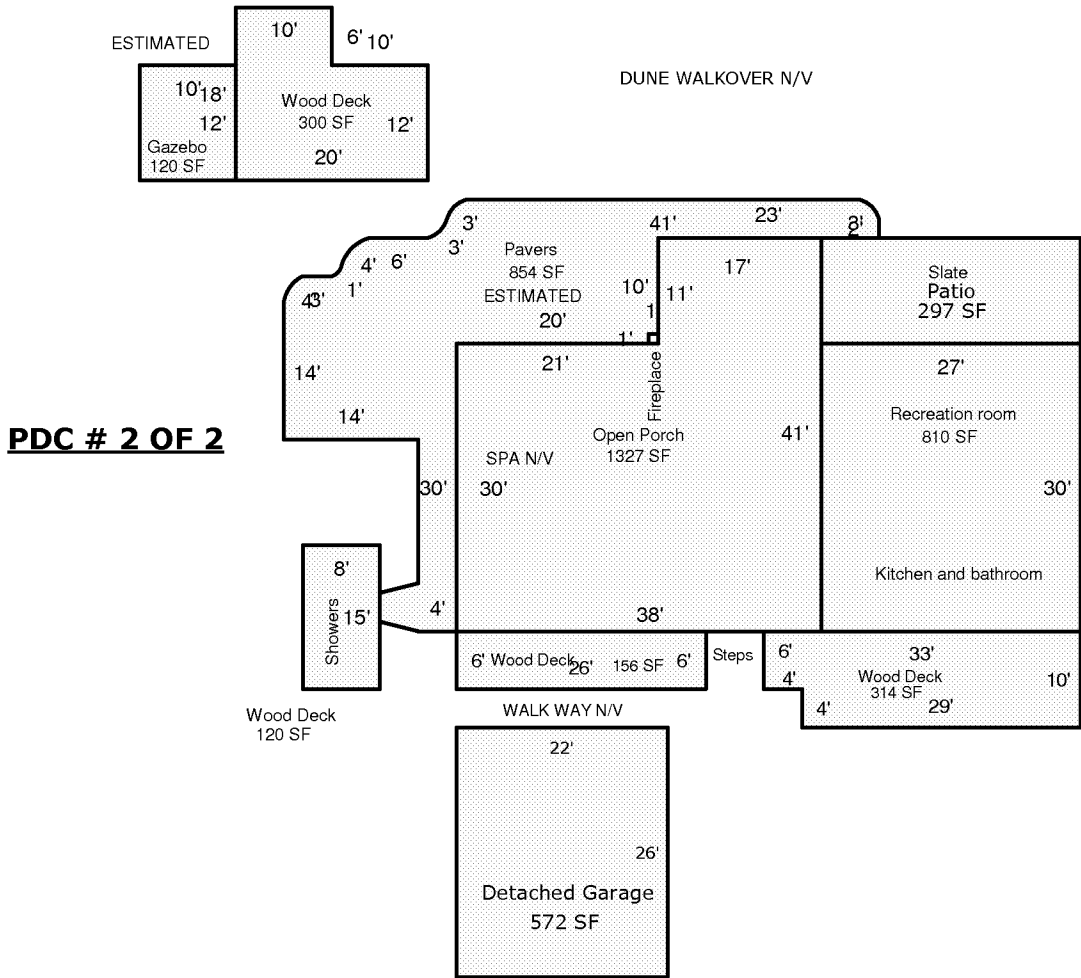 10'
6'
10'
ESTIMATED
DUNE WALKOVER N/V
10'
18'
Wood Deck
300 SF
12'
12'
Gazebo
120 SF
20'
3'
41'
23'
3'
2'
3'
Pavers
854 SF
ESTIMATED
4'
6'
1'
4'
3'
10'
11'
17'
1
20'
1'
Slate
Patio
297 SF
21'
Fireplace
27'
14'
14'
Open Porch
1327 SF
41'
Recreation room
810 SF
PDC # 2 OF 2
SPA N/V
30'
30'
30'
Kitchen and bathroom
8'
15'
Showers
4'
38'
6'
Wood Deck
26'
156 SF
6'
Steps
6'
33'
4'
Wood Deck
314 SF
10'
4'
29'
Wood Deck
120 SF
WALK WAY N/V
22'
26'
Detached Garage
572 SF